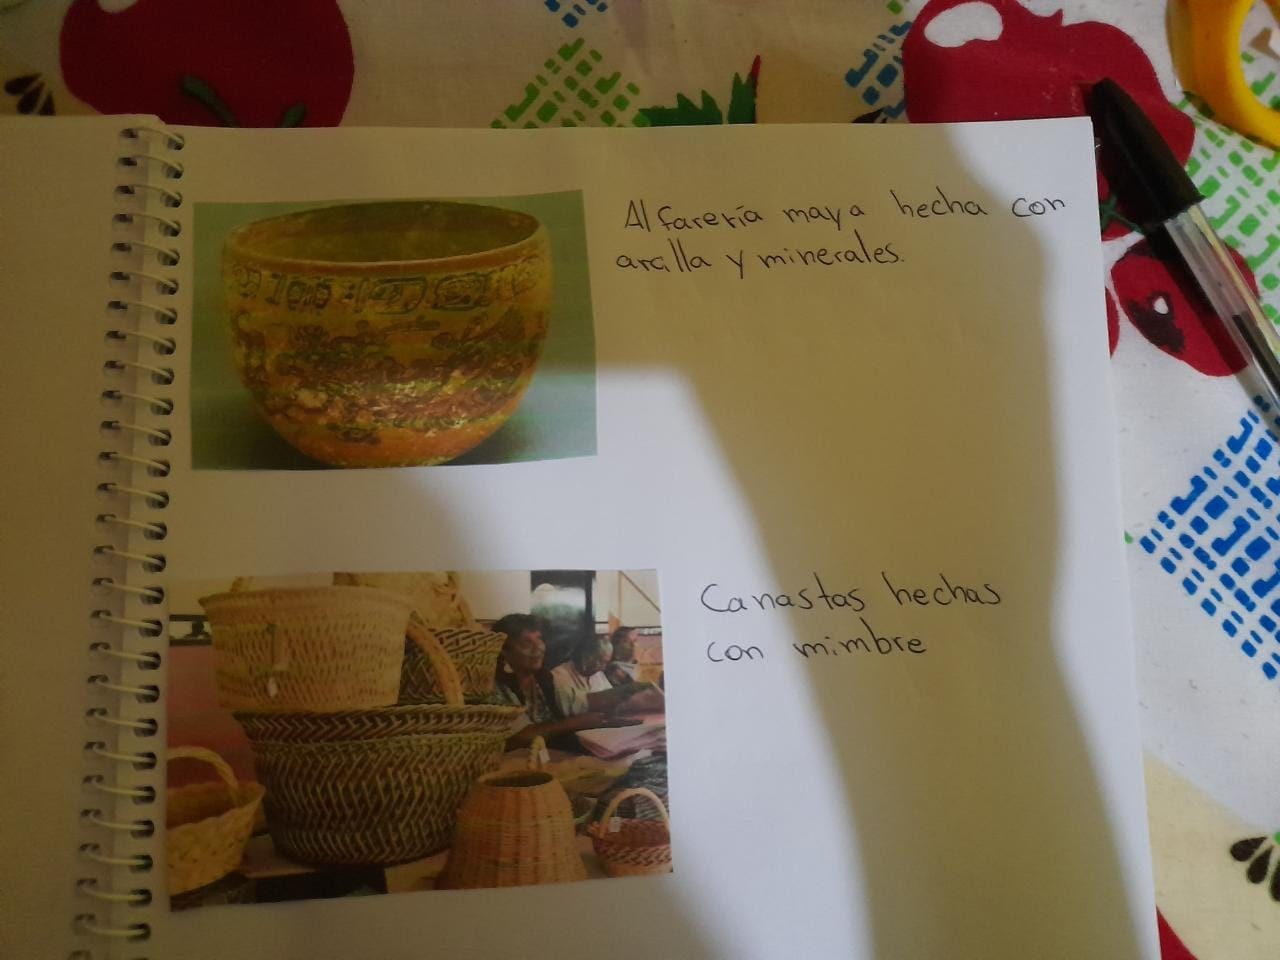 Alfarería maya hecha con
arcilla y minerales.
Canastas hechas
con mimbre